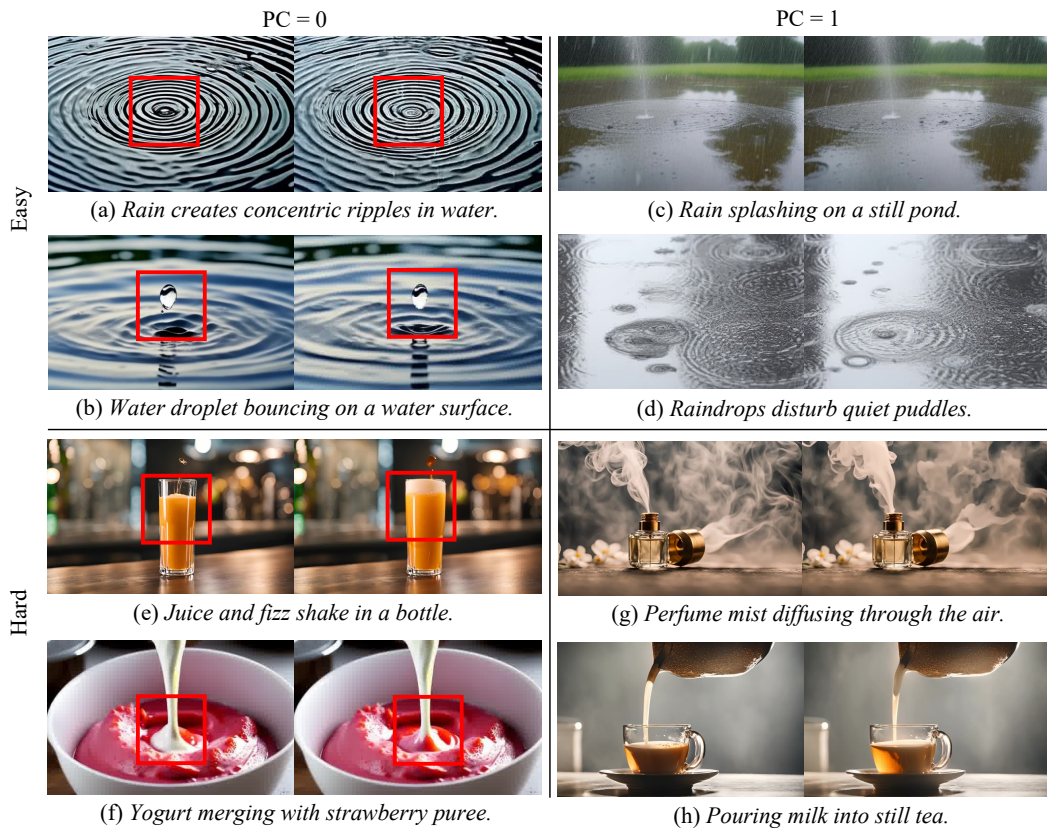 PC = 0
PC = 1
Easy
(a) Rain creates concentric ripples in water.
(c) Rain splashing on a still pond.
(b) Water droplet bouncing on a water surface.
(d) Raindrops disturb quiet puddles.
Hard
(e) Juice and fizz shake in a bottle.
(g) Perfume mist diffusing through the air.
(f) Yogurt merging with strawberry puree.
(h) Pouring milk into still tea.